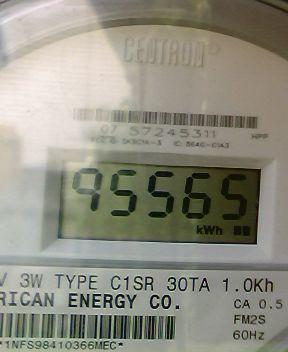 CENTRON®
07 57245311 HPP
95565
kWh
V 3W TYPE C1SR 30TA 1.0Kh
RICAN ENERGY CO. CA 0.5
FM2S
60Hz
*1NFS98410366MEC*